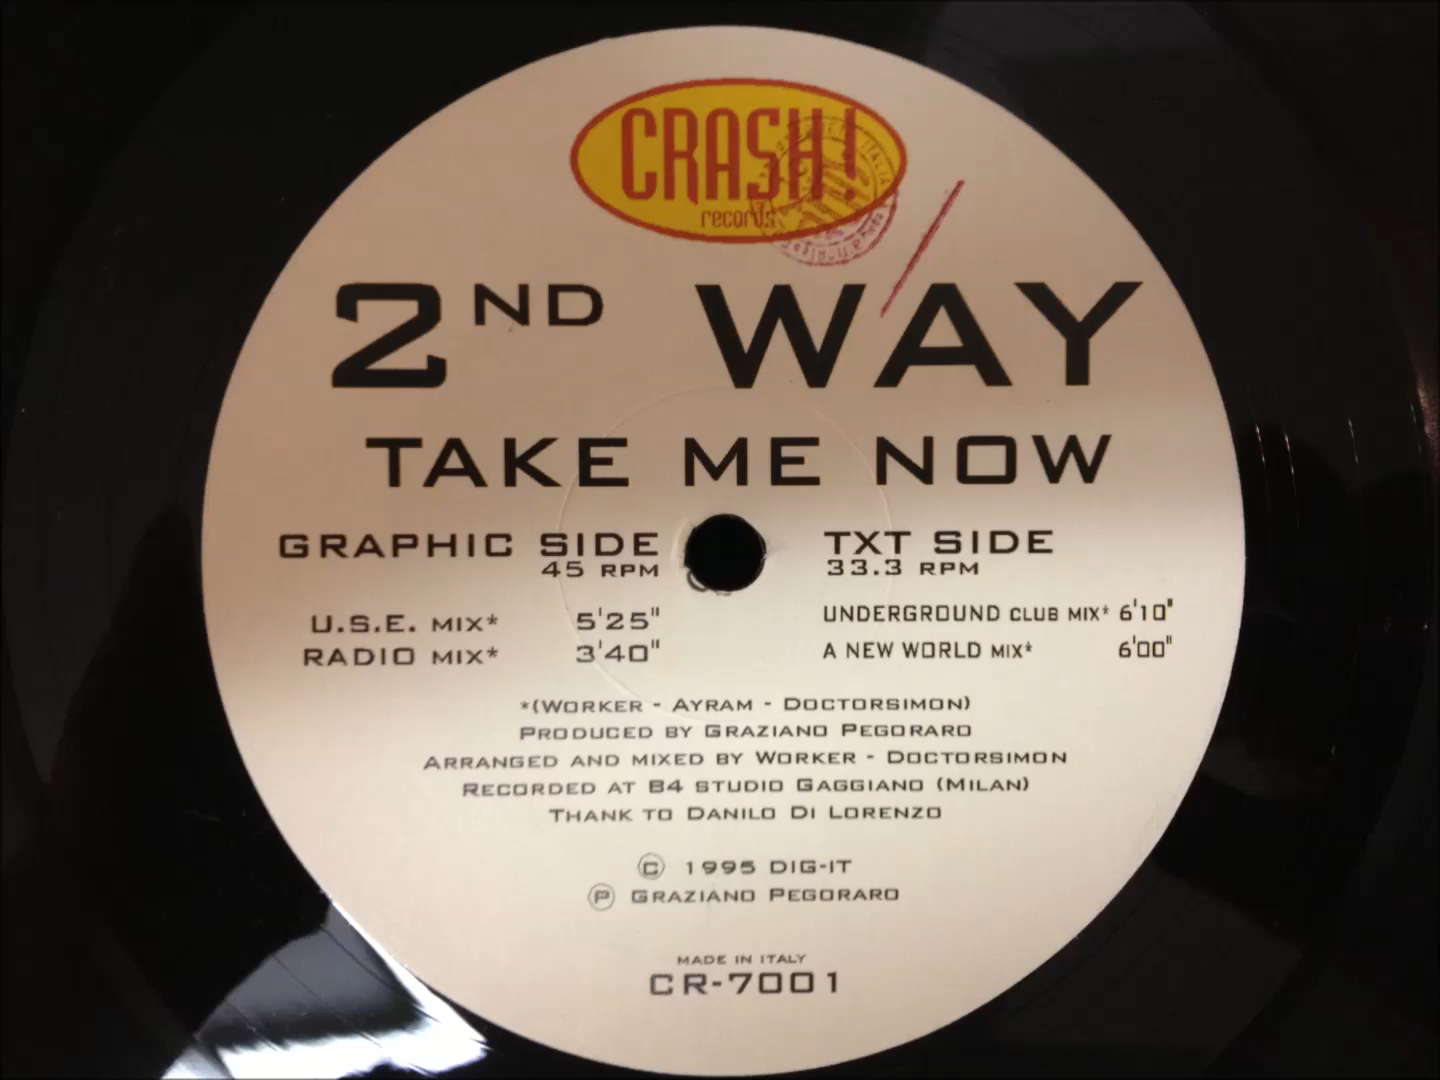 CRASH!
records
2ND WAY
TAKE ME NOW
GRAPHIC SIDE
45 RPM
U.S.E. MIX* 5'25"
RADIO MIX* 3'40"
TXT SIDE
33.3 RPM
UNDERGROUND CLUB MIX* 6'10"
A NEW WORLD MIX* 6'00"
*(WORKER - AYRAM - DOCTORSIMON)
PRODUCED BY GRAZIANO PEGORARO
ARRANGED AND MIXED BY WORKER - DOCTORSIMON
RECORDED AT B4 STUDIO GAGGIANO (MILAN)
THANK TO DANILO DI LORENZO
© 1995 DIG-IT
℗ GRAZIANO PEGORARO
MADE IN ITALY
CR-7001